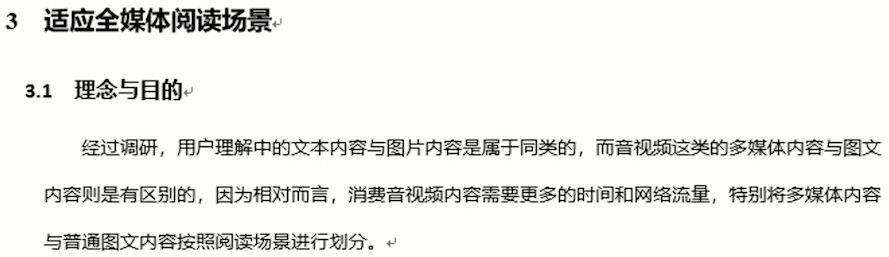 3 适应全媒体阅读场景
3.1 理念与目的
经过调研，用户理解中的文本内容与图片内容是属于同类的，而音视频这类的多媒体内容与图文
内容则是有区别的，因为相对而言，消费音视频内容需要更多的时间和网络流量，特别将多媒体内容
与普通图文内容按照阅读场景进行划分。